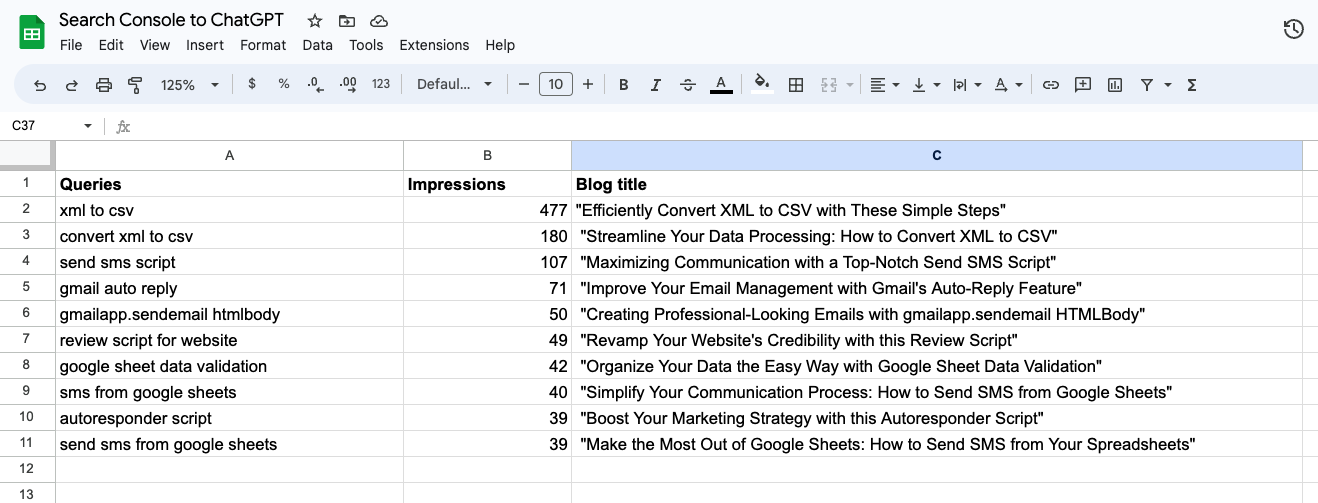 Search Console to ChatGPT
File Edit View Insert Format Data Tools Extensions Help
125% $ % .0 .00 123 Defaul... − 10 + B I S A Σ
C37 fx
A B C
1 Queries Impressions Blog title
2 xml to csv 477 "Efficiently Convert XML to CSV with These Simple Steps"
3 convert xml to csv 180 "Streamline Your Data Processing: How to Convert XML to CSV"
4 send sms script 107 "Maximizing Communication with a Top-Notch Send SMS Script"
5 gmail auto reply 71 "Improve Your Email Management with Gmail's Auto-Reply Feature"
6 gmailapp.sendemail htmlbody 50 "Creating Professional-Looking Emails with gmailapp.sendemail HTMLBody"
7 review script for website 49 "Revamp Your Website's Credibility with this Review Script"
8 google sheet data validation 42 "Organize Your Data the Easy Way with Google Sheet Data Validation"
9 sms from google sheets 40 "Simplify Your Communication Process: How to Send SMS from Google Sheets"
10 autoresponder script 39 "Boost Your Marketing Strategy with this Autoresponder Script"
11 send sms from google sheets 39 "Make the Most Out of Google Sheets: How to Send SMS from Your Spreadsheets"
12
13